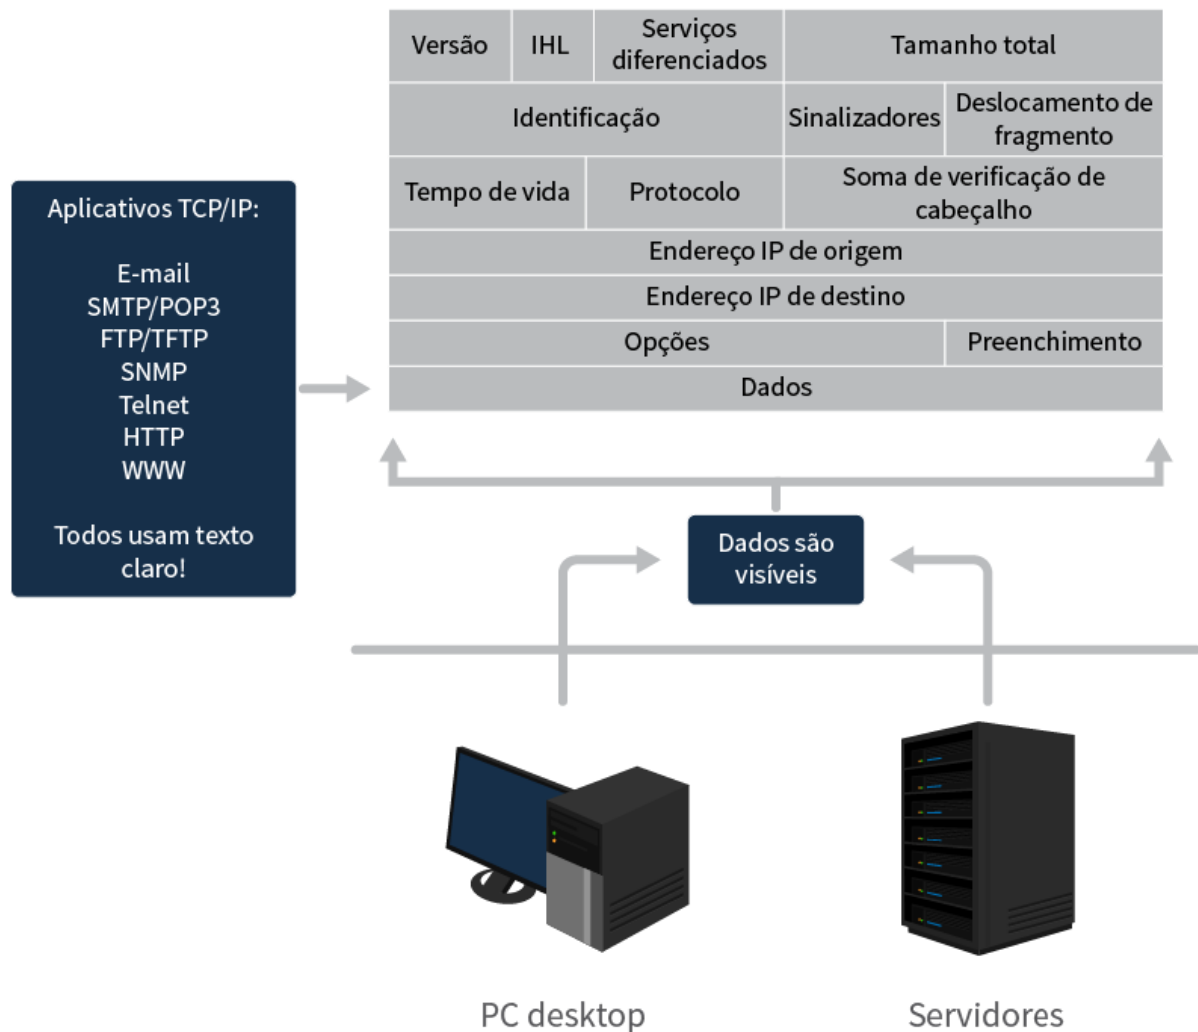 Versão IHL Serviços diferenciados Tamanho total
Identificação Sinalizadores Deslocamento de fragmento
Tempo de vida Protocolo Soma de verificação de cabeçalho
Endereço IP de origem
Endereço IP de destino
Opções Preenchimento
Dados
Aplicativos TCP/IP:
E-mail
SMTP/POP3
FTP/TFTP
SNMP
Telnet
HTTP
WWW
Todos usam texto
claro!
Dados são
visíveis
PC desktop
Servidores